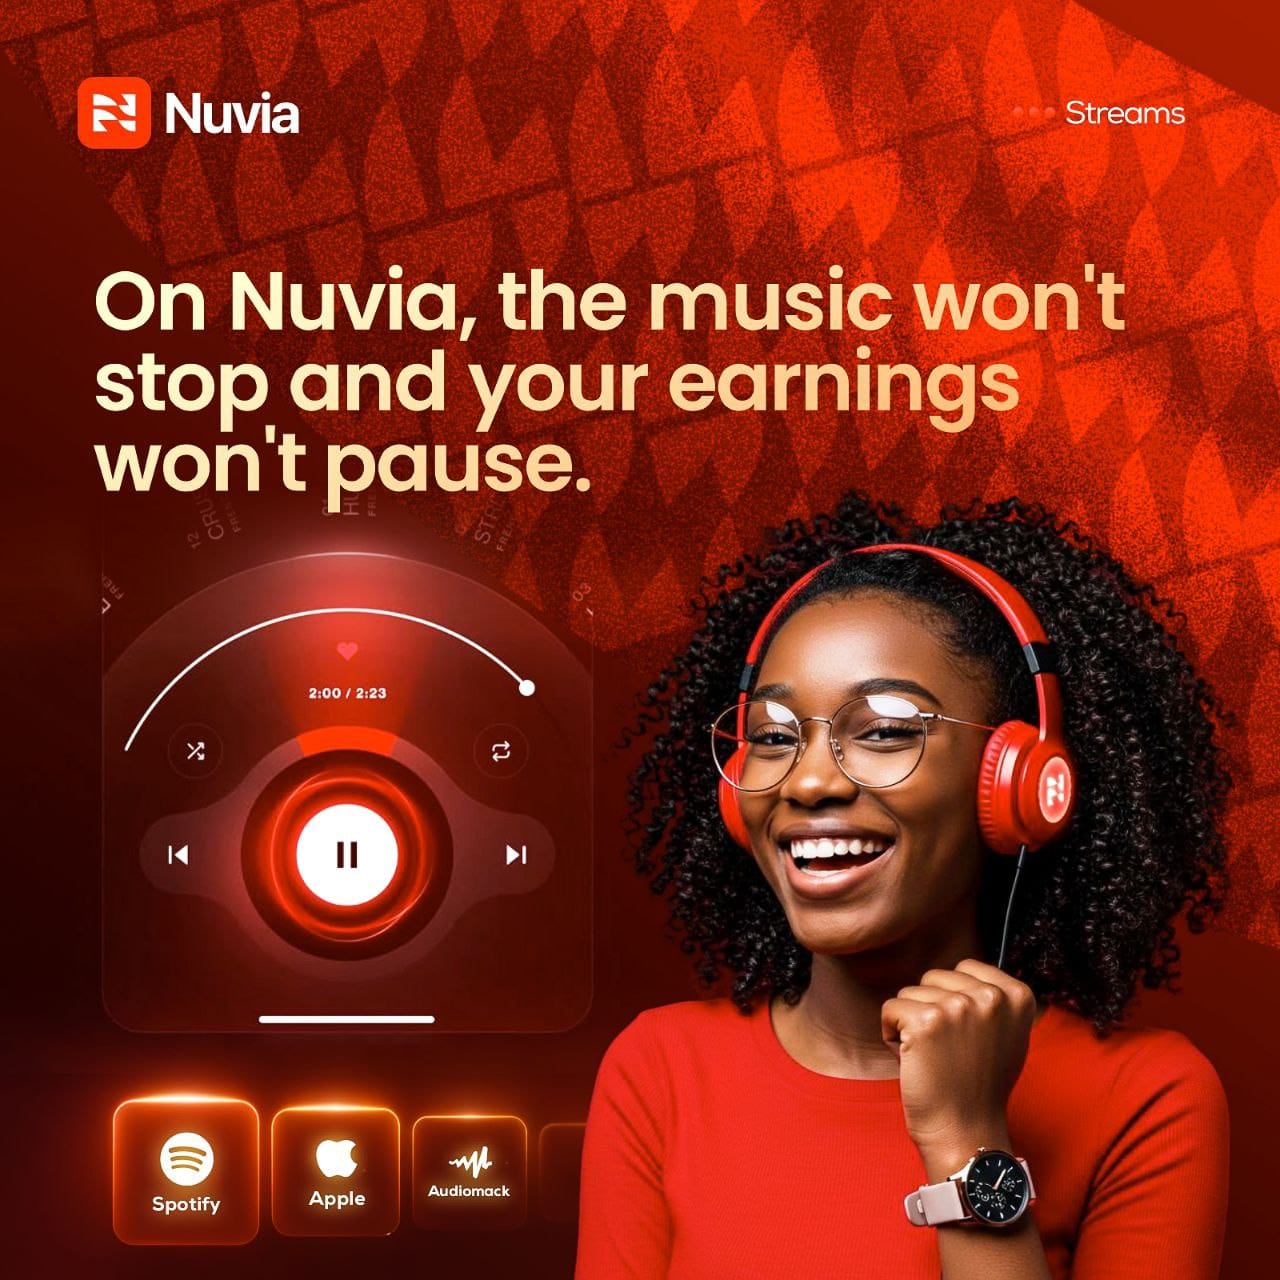 Nuvia
Streams
On Nuvia, the music won't
stop and your earnings
won't pause.
2:00 / 2:23
Spotify
Apple
Audiomack